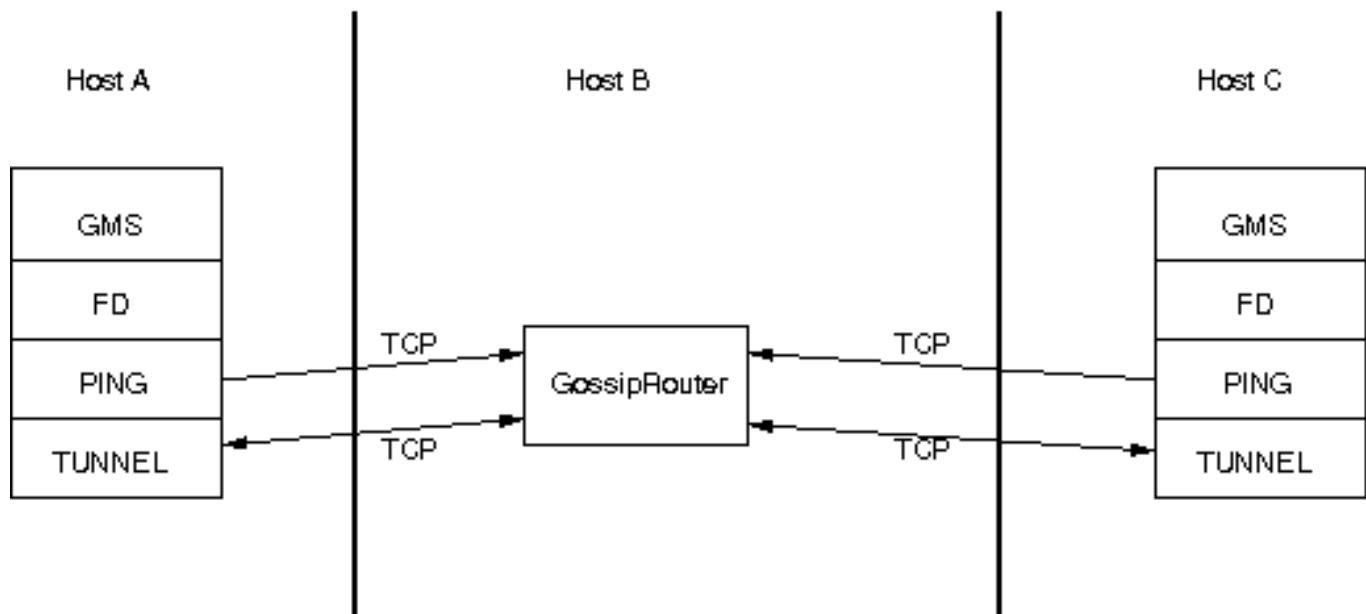 Host A
Host B
Host C
GMS
FD
PING
TUNNEL
TCP
TCP
GossipRouter
TCP
TCP
GMS
FD
PING
TUNNEL